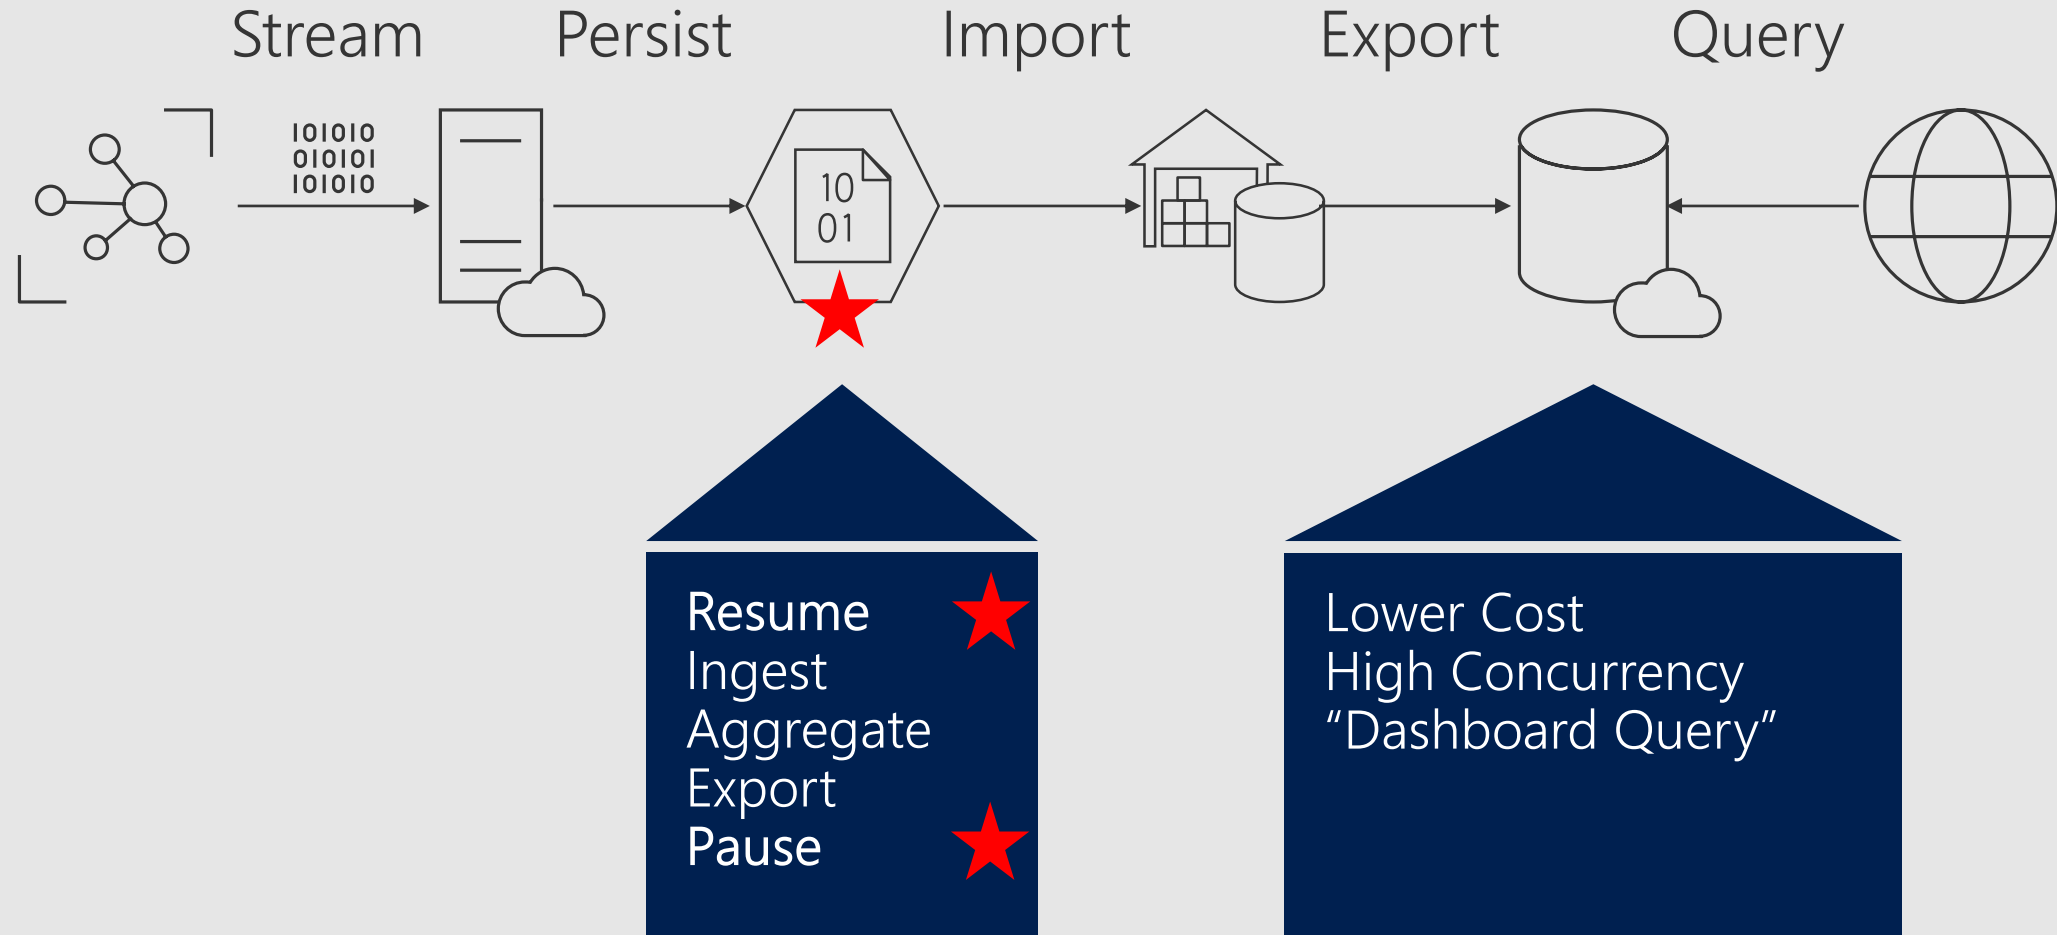 Stream Persist Import Export Query
101010
010101
101010
10
01
Resume
Ingest
Aggregate
Export
Pause
Lower Cost
High Concurrency
“Dashboard Query”